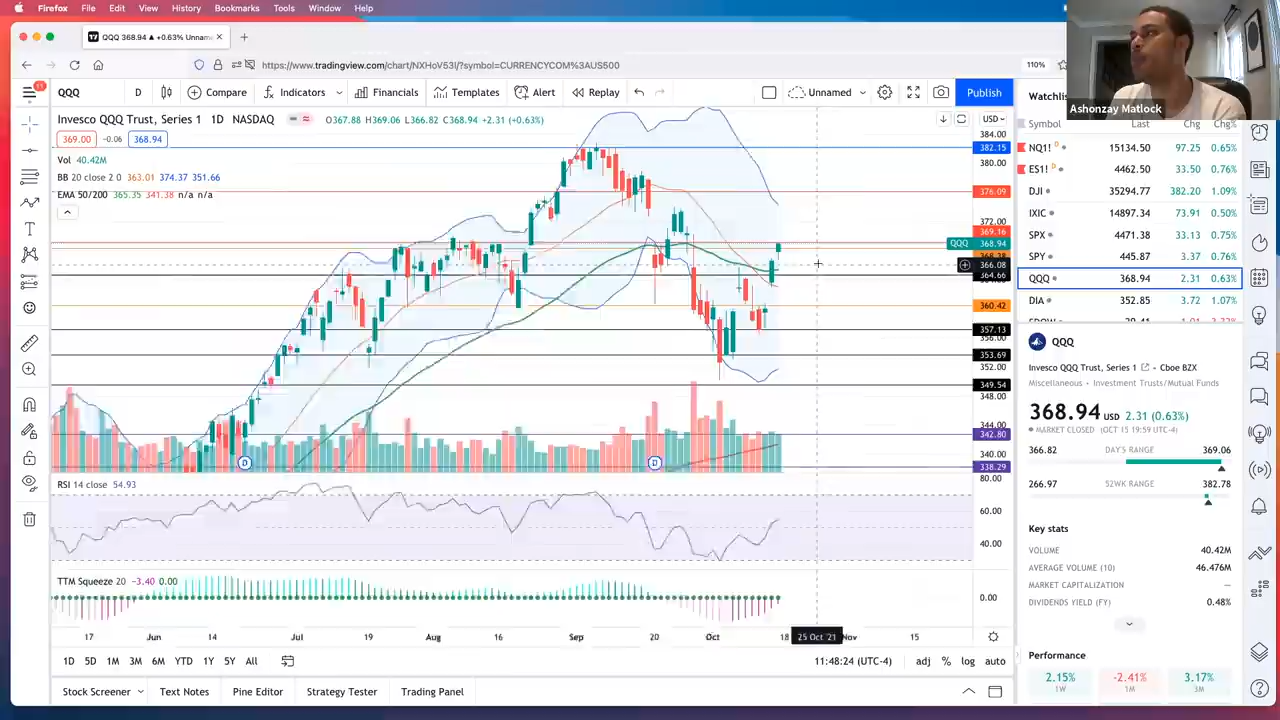 Firefox File Edit View History Bookmarks Tools Window Help
QQQ 368.94 ▲ +0.63% Unnam
https://www.tradingview.com/chart/NXHoV53I/?symbol=CURRENCYCOM%3AUS500
110%
Ashonzay Matlock
11
QQQ D Compare Indicators Financials Templates Alert Replay Unnamed Publish
Invesco QQQ Trust, Series 1 1D NASDAQ O367.88 H369.06 L366.82 C368.94 +2.31 (+0.63%)
369.00 -0.06 368.94
Vol 40.42M
BB 20 close 2 0 363.01 374.37 351.66
EMA 50/200 365.35 341.38 n/a n/a
USD
384.00
382.15
380.00
376.09
372.00
369.16
QQQ 368.94
366.08
364.66
360.42
357.13
356.00
353.69
352.00
349.54
348.00
344.00
342.80
340.00
338.29
D D
RSI 14 close 54.93
80.00
60.00
40.00
TTM Squeeze 20 -3.40 0.00
0.00
17 Jun 14 Jul 19 Aug 16 Sep 20 Oct 18 25 Oct '21 Nov 15
1D 5D 1M 3M 6M YTD 1Y 5Y All
11:48:24 (UTC-4) adj % log auto
Stock Screener Text Notes Pine Editor Strategy Tester Trading Panel
Watchlis
Symbol Last Chg Chg%
NQ1! D 15134.50 97.25 0.65%
ES1! D 4462.50 33.50 0.76%
DJI 35294.77 382.20 1.09%
IXIC 14897.34 73.91 0.50%
SPX 4471.38 33.13 0.75%
SPY 445.87 3.37 0.76%
QQQ 368.94 2.31 0.63%
DIA 352.85 3.72 1.07%
QQQ
Invesco QQQ Trust, Series 1 • Cboe BZX
Miscellaneous • Investment Trusts/Mutual Funds
368.94 USD 2.31 (0.63%)
MARKET CLOSED (OCT 15 19:59 UTC-4)
366.82 DAY'S RANGE 369.06
266.97 52WK RANGE 382.78
Key stats
VOLUME 40.42M
AVERAGE VOLUME (10) 46.476M
MARKET CAPITALIZATION —
DIVIDENDS YIELD (FY) 0.48%
Performance
2.15% -2.41% 3.17%
1W 1M 3M